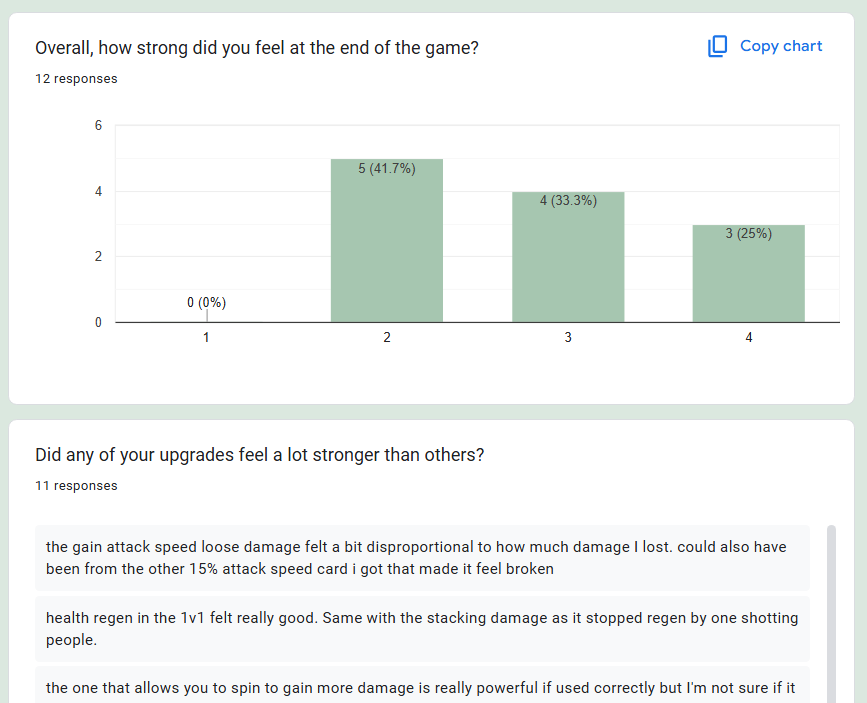 Overall, how strong did you feel at the end of the game?
Copy chart
12 responses
6
5 (41.7%)
4
4 (33.3%)
3 (25%)
2
0 (0%)
0
1
2
3
4
Did any of your upgrades feel a lot stronger than others?
11 responses
the gain attack speed loose damage felt a bit disproportional to how much damage I lost. could also have
been from the other 15% attack speed card i got that made it feel broken
health regen in the 1v1 felt really good. Same with the stacking damage as it stopped regen by one shotting
people.
the one that allows you to spin to gain more damage is really powerful if used correctly but I'm not sure if it